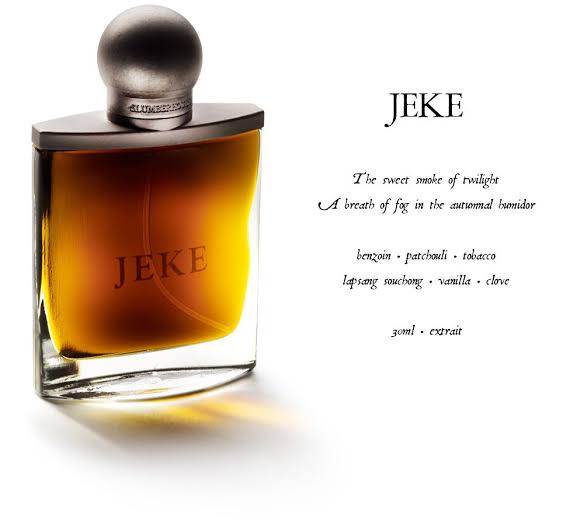 SLUMBERHOUSE
JEKE
JEKE
The sweet smoke of twilight
A breath of fog in the autumnal humidor
benzoin • patchouli • tobacco
lapsang souchong • vanilla • clove
30ml • extrait